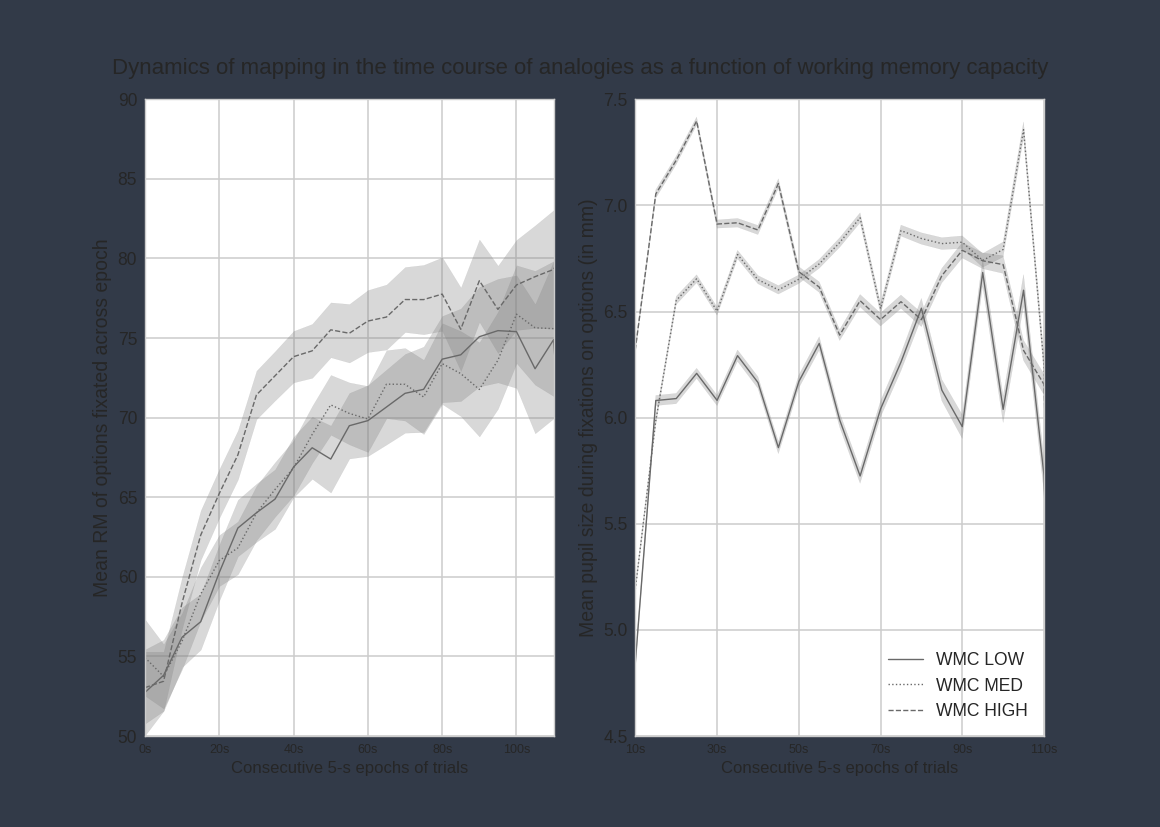 Dynamics of mapping in the time course of analogies as a function of working memory capacity
Mean RM of options fixated across epoch
90
85
80
75
70
65
60
55
50
0s 20s 40s 60s 80s 100s
Consecutive 5-s epochs of trials
Mean pupil size during fixations on options (in mm)
7.5
7.0
6.5
6.0
5.5
5.0
4.5
WMC LOW
WMC MED
WMC HIGH
10s 30s 50s 70s 90s 110s
Consecutive 5-s epochs of trials